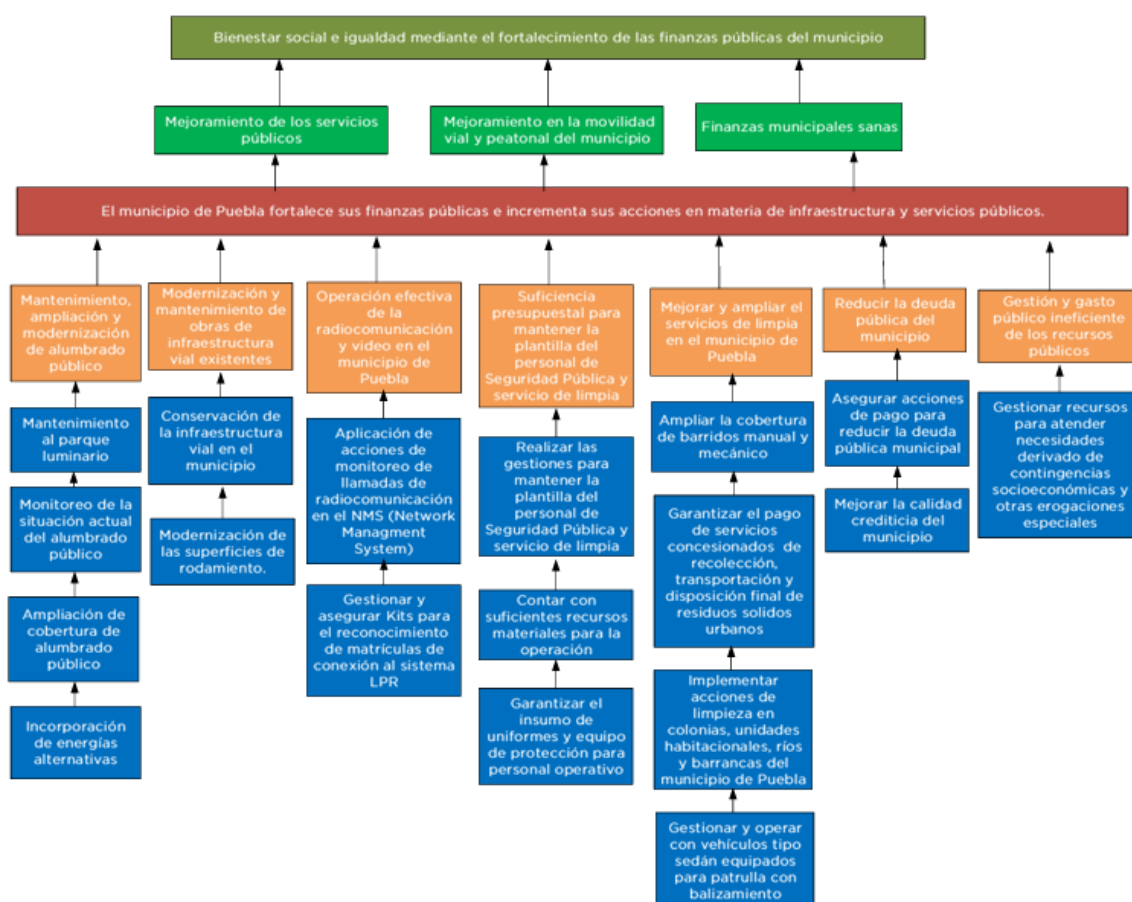 Bienestar social e igualdad mediante el fortalecimiento de las finanzas públicas del municipio
Mejoramiento de los servicios
públicos
Mejoramiento en la movilidad
vial y peatonal del municipio
Finanzas municipales sanas
El municipio de Puebla fortalece sus finanzas públicas e incrementa sus acciones en materia de infraestructura y servicios públicos.
Mantenimiento,
ampliación y
modernización
de alumbrado
público
Mantenimiento
al parque
luminario
Monitoreo de la
situación actual
del alumbrado
público
Ampliación de
cobertura de
alumbrado
público
Incorporación
de energías
alternativas
Modernización y
mantenimiento de
obras de
infraestructura
vial existentes
Conservación de
la infraestructura
vial en el
municipio
Modernización de
las superficies de
rodamiento.
Operación efectiva
de la
radiocomunicación
y video en el
municipio de
Puebla
Aplicación de
acciones de
monitoreo de
llamadas de
radiocomunicación
en el NMS (Network
Managment
System)
Gestionar y
asegurar Kits para
el reconocimiento
de matrículas de
conexión al sistema
LPR
Suficiencia
presupuestal para
mantener la
plantilla del
personal de
Seguridad Pública y
servicio de limpia
Realizar las
gestiones para
mantener la
plantilla del
personal de
Seguridad Pública y
servicio de limpia
Contar con
suficientes recursos
materiales para la
operación
Garantizar el
insumo de
uniformes y equipo
de protección para
personal operativo
Mejorar y ampliar el
servicios de limpia
en el municipio de
Puebla
Ampliar la cobertura
de barridos manual y
mecánico
Garantizar el pago
de servicios
concesionados de
recolección,
transportación y
disposición final de
residuos solidos
urbanos
Implementar
acciones de
limpieza en
colonias, unidades
habitacionales, ríos
y barrancas del
municipio de Puebla
Gestionar y operar
con vehículos tipo
sedán equipados
para patrulla con
balizamiento
Reducir la deuda
pública del
municipio
Asegurar acciones
de pago para
reducir la deuda
pública municipal
Mejorar la calidad
crediticia del
municipio
Gestión y gasto
público ineficiente
de los recursos
públicos
Gestionar recursos
para atender
necesidades
derivado de
contingencias
socioeconómicas y
otras erogaciones
especiales